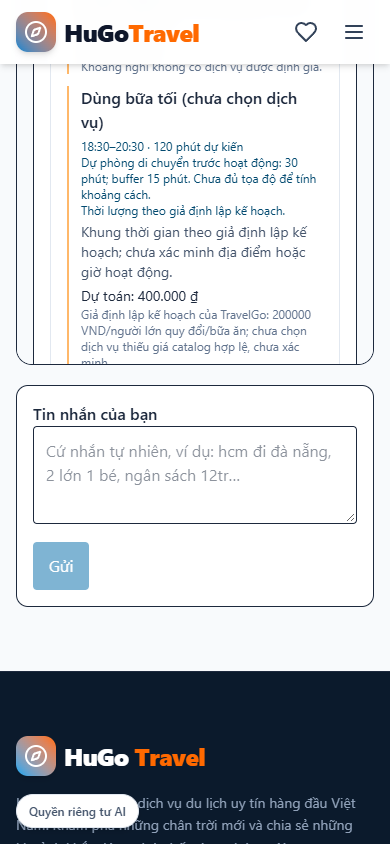 HuGoTravel
Khoảng nghỉ không có dịch vụ được định giá.
Dùng bữa tối (chưa chọn dịch
vụ)
18:30–20:30 · 120 phút dự kiến
Dự phòng di chuyển trước hoạt động: 30
phút; buffer 15 phút. Chưa đủ tọa độ để tính
khoảng cách.
Thời lượng theo giả định lập kế hoạch.
Khung thời gian theo giả định lập kế
hoạch; chưa xác minh địa điểm hoặc
giờ hoạt động.
Dự toán: 400.000 ₫
Giả định lập kế hoạch của TravelGo: 200000
VND/người lớn quy đổi/bữa ăn; chưa chọn
dịch vụ thiếu giá catalog hợp lệ, chưa xác
minh
Tin nhắn của bạn
Cứ nhắn tự nhiên, ví dụ: hcm đi đà nẵng,
2 lớn 1 bé, ngân sách 12tr...
Gửi
HuGo Travel
dịch vụ du lịch uy tín hàng đầu Việt
Quyền riêng tư AI
những chân trời mới và chia sẻ những